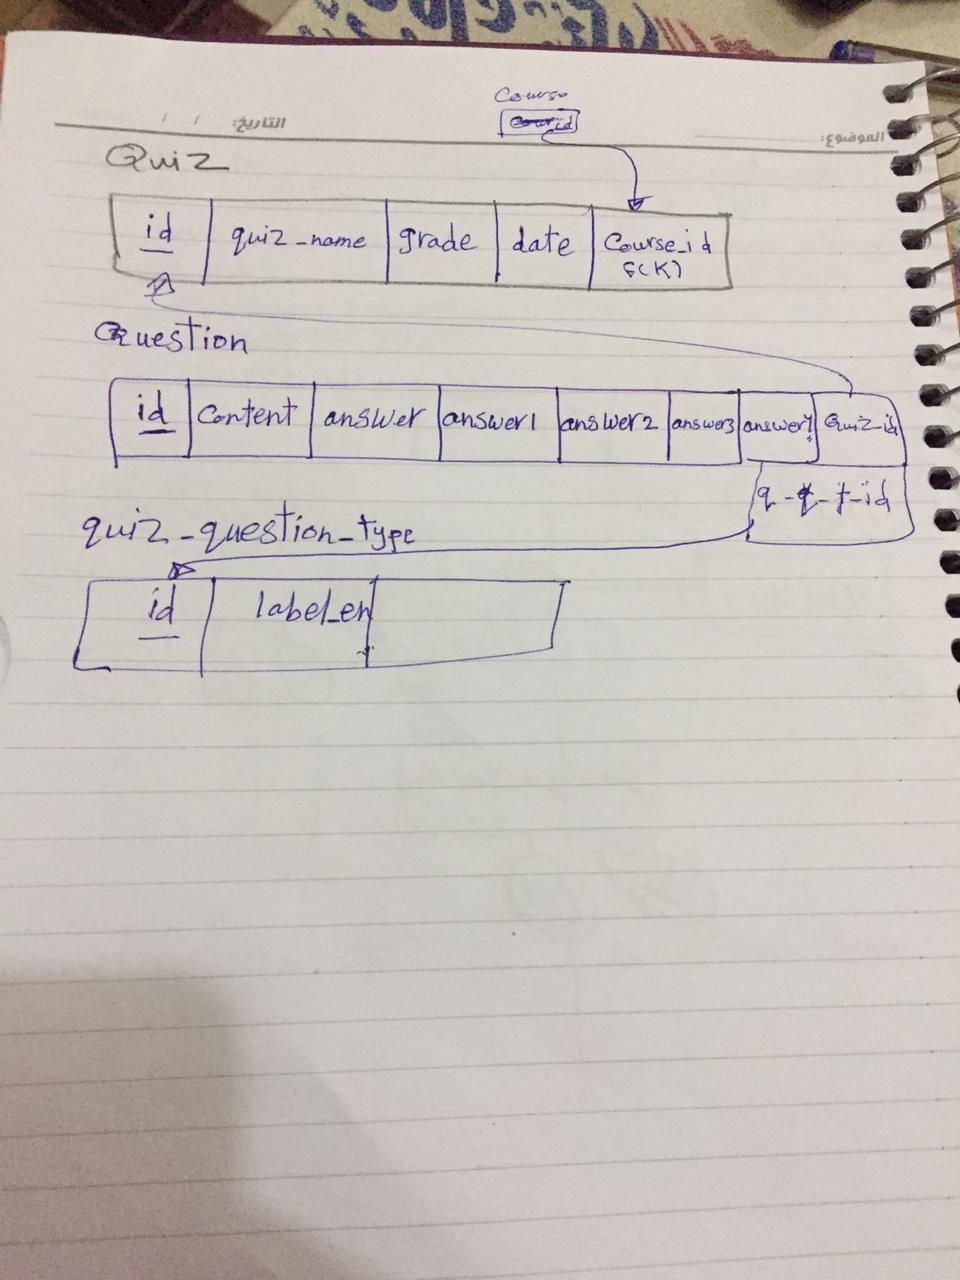 Course
id
التاريخ: / /
الموضوع:
Quiz
id quiz_name grade date Course_id
F(K)
Question
id Content answer answer1 answer2 answer3 answer4 Quiz_id
q-q-t-id
quiz_question_type
id label_en